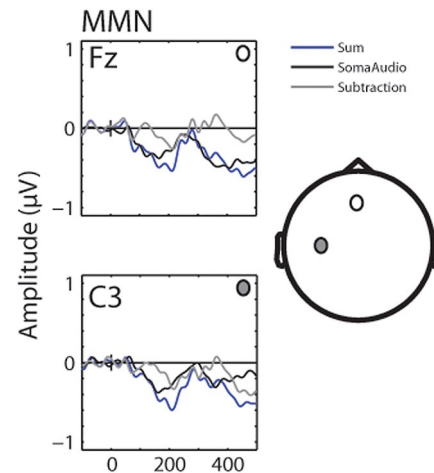 MMN
Fz
1
0
−1
Sum
SomaAudio
Subtraction
Amplitude (µV)
C3
1
0
−1
0 200 400